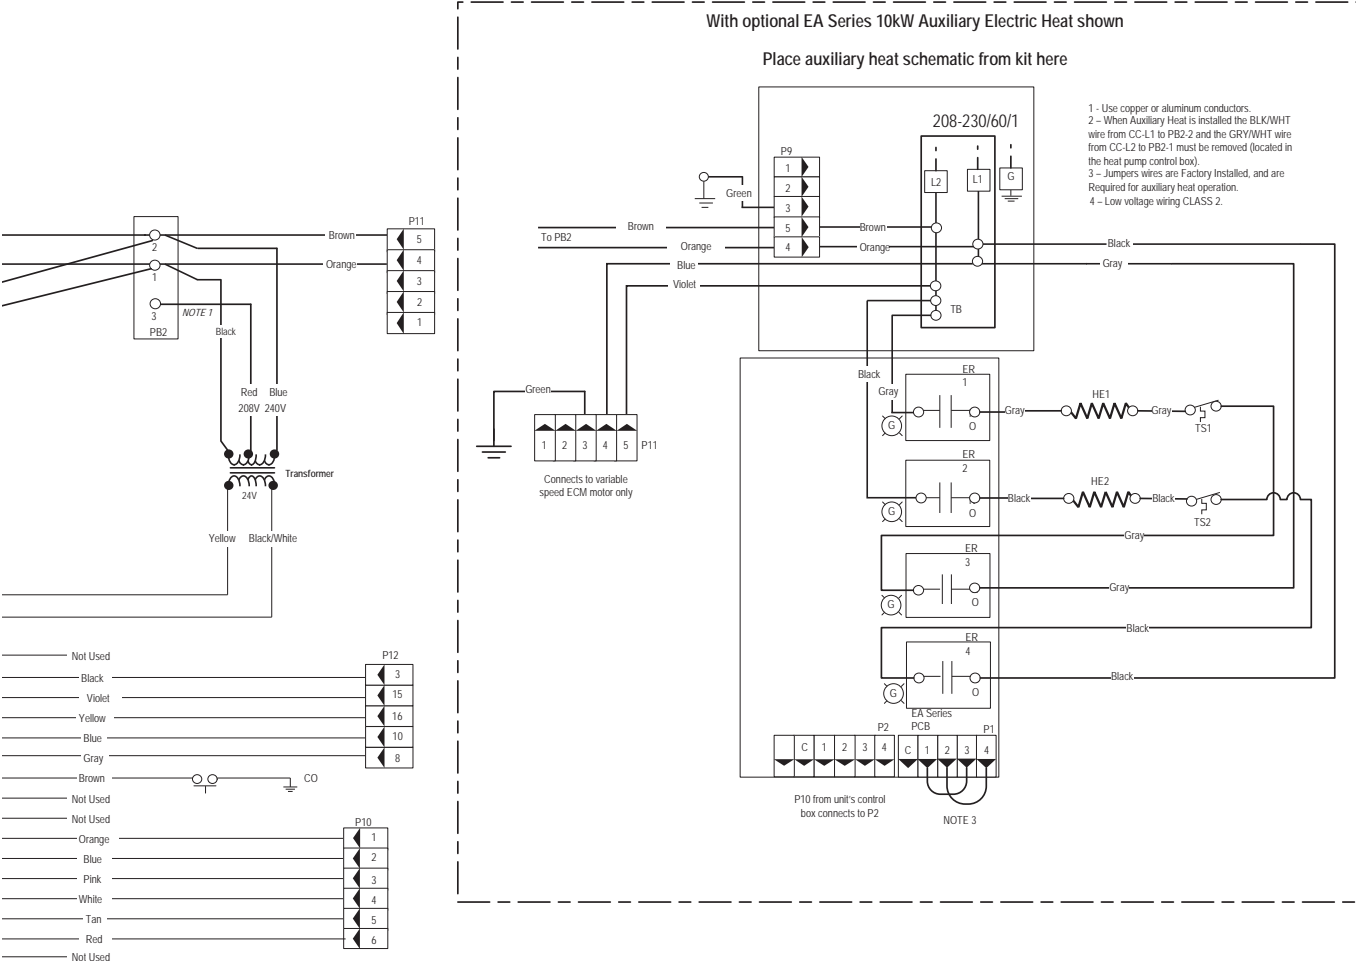 With optional EA Series 10kW Auxiliary Electric Heat shown
Place auxiliary heat schematic from kit here
1 - Use copper or aluminum conductors.
2 – When Auxiliary Heat is installed the BLK/WHT
wire from CC-L1 to PB2-2 and the GRY/WHT wire
from CC-L2 to PB2-1 must be removed (located in
the heat pump control box).
3 – Jumpers wires are Factory Installed, and are
Required for auxiliary heat operation.
4 – Low voltage wiring CLASS 2.
208-230/60/1
P9
1
2
3
5
4
L2
L1
G
Green
To PB2
Brown
Orange
Brown
Orange
Blue
Violet
TB
Black
Gray
2
1
3
PB2
NOTE 1
Brown
Orange
P11
5
4
3
2
1
Black
Red
208V
Blue
240V
Transformer
24V
Yellow
Black/White
Green
1
2
3
4
5
P11
Connects to variable
speed ECM motor only
Black
Gray
ER
1
G
O
Gray
HE1
Gray
TS1
ER
2
G
O
Black
HE2
Black
TS2
Gray
ER
3
G
O
Gray
Black
ER
4
G
O
Black
EA Series
PCB
P2
C
1
2
3
4
P1
C
1
2
3
4
P10 from unit's control
box connects to P2
NOTE 3
Not Used
Black
Violet
Yellow
Blue
Gray
P12
3
15
16
10
8
Brown
CO
Not Used
Not Used
Orange
Blue
Pink
White
Tan
Red
Not Used
P10
1
2
3
4
5
6